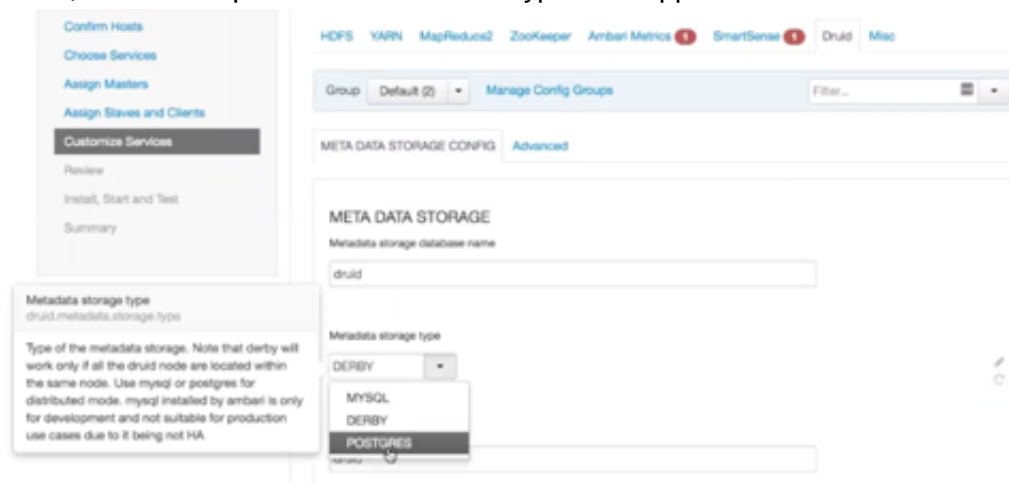 Confirm Hosts
Choose Services
Assign Masters
Assign Slaves and Clients
Customize Services
Review
Install, Start and Test
Summary
HDFS YARN MapReduce2 ZooKeeper Ambari Metrics 1 SmartSense 1 Druid Misc
Group Default (2) Manage Config Groups Filter...
META DATA STORAGE CONFIG Advanced
META DATA STORAGE
Metadata storage database name
druid
Metadata storage type
druid.metadata.storage.type
Type of the metadata storage. Note that derby will
work only if all the druid node are located within
the same node. Use mysql or postgres for
distributed mode. mysql installed by ambari is only
for development and not suitable for production
use cases due to it being not HA
Metadata storage type
DERBY
MYSQL
DERBY
POSTGRES